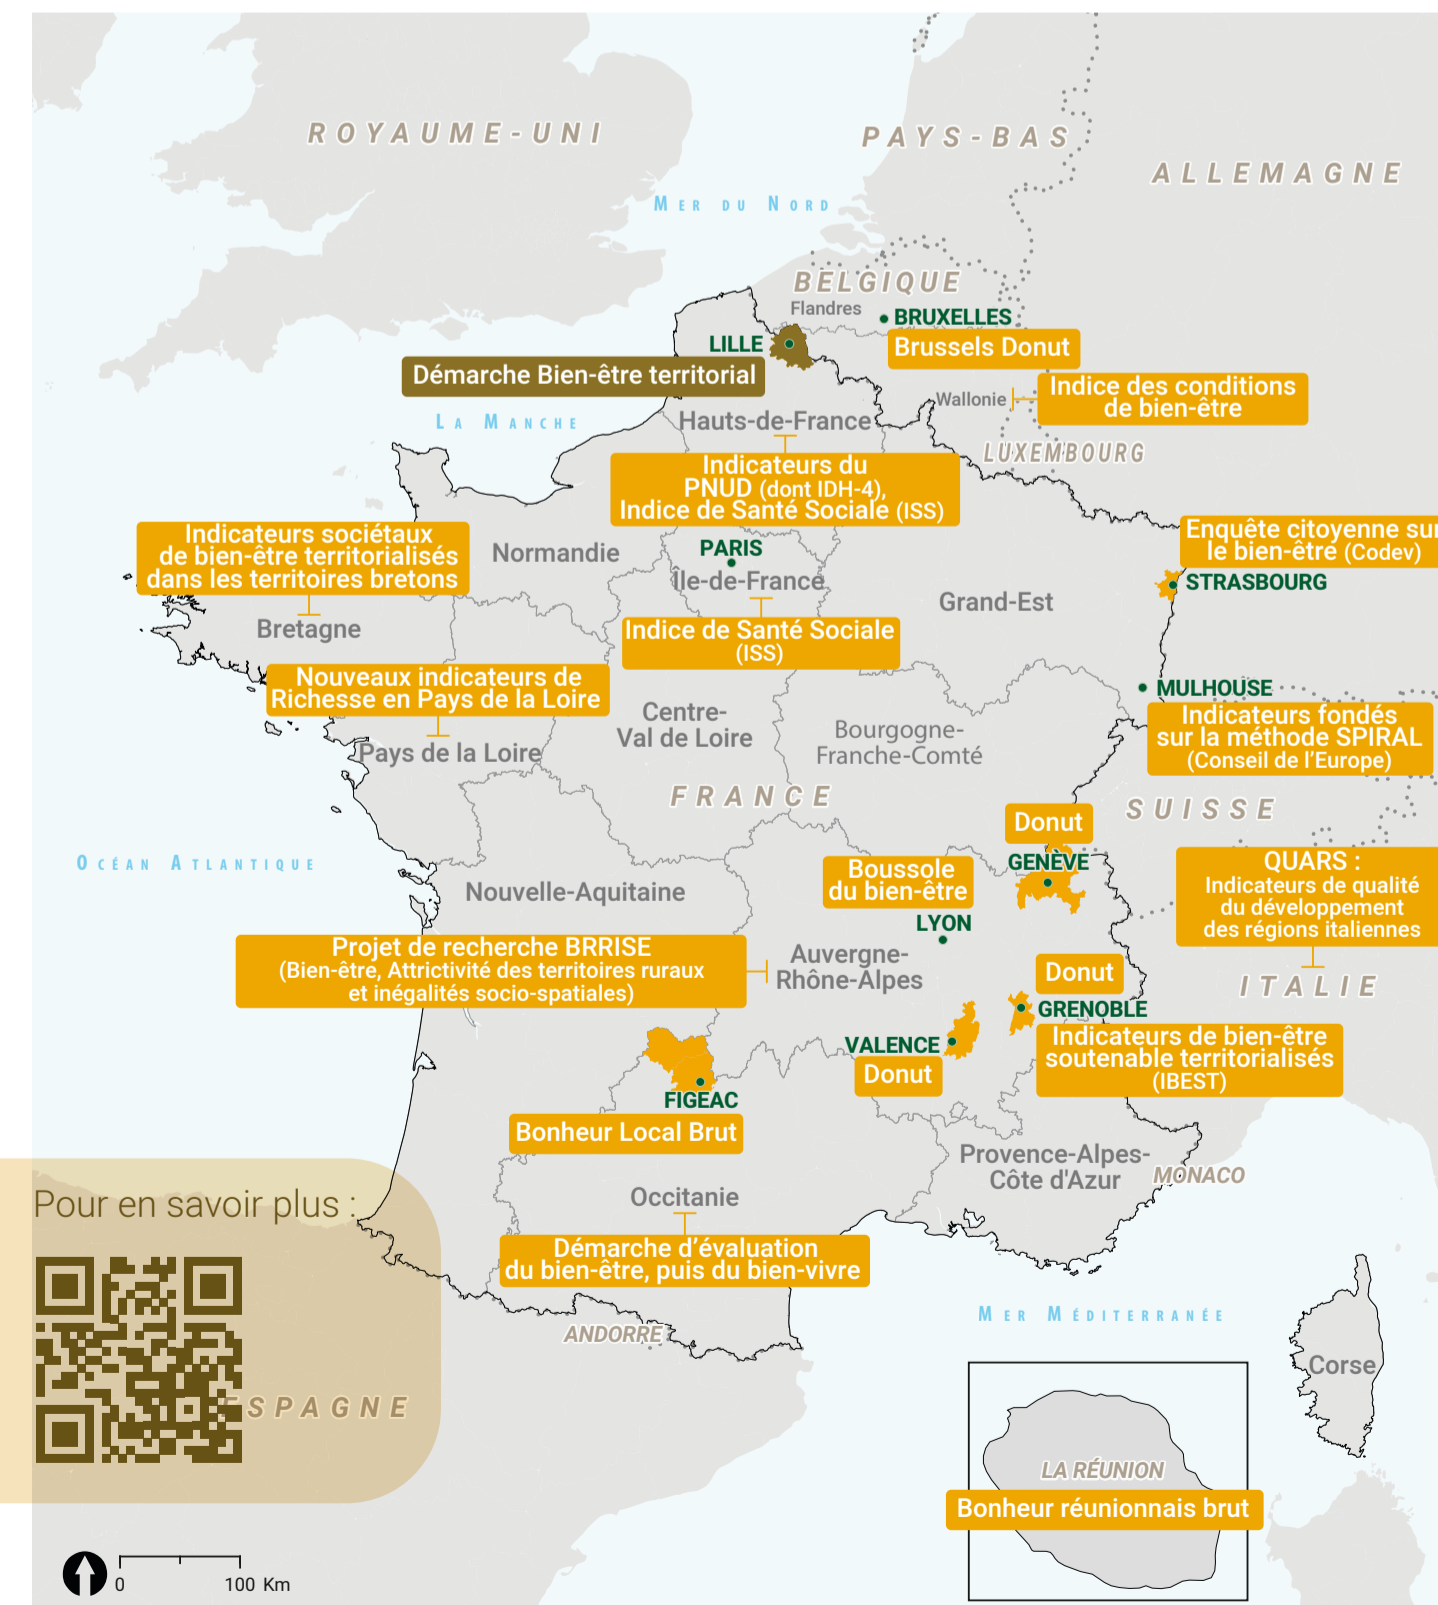 ROYAUME-UNI
PAYS-BAS
ALLEMAGNE
MER DU NORD
BELGIQUE
Flandres
BRUXELLES
LILLE
Brussels Donut
Démarche Bien-être territorial
Indice des conditions
de bien-être
Wallonie
LA MANCHE
Hauts-de-France
LUXEMBOURG
Indicateurs du
PNUD (dont IDH-4),
Indice de Santé Sociale (ISS)
Indicateurs sociétaux
de bien-être territorialisés
dans les territoires bretons
Bretagne
Normandie
PARIS
Île-de-France
Indice de Santé Sociale
(ISS)
Grand-Est
Enquête citoyenne sur
le bien-être (Codev)
STRASBOURG
Nouveaux indicateurs de
Richesse en Pays de la Loire
Pays de la Loire
Centre-
Val de Loire
Bourgogne-
Franche-Comté
MULHOUSE
Indicateurs fondés
sur la méthode SPIRAL
(Conseil de l'Europe)
FRANCE
SUISSE
Donut
GENÈVE
OCÉAN ATLANTIQUE
Nouvelle-Aquitaine
Boussole
du bien-être
LYON
QUARS :
Indicateurs de qualité
du développement
des régions italiennes
ITALIE
Projet de recherche BRRISE
(Bien-être, Attrictivité des territoires ruraux
et inégalités socio-spatiales)
Auvergne-
Rhône-Alpes
Donut
GRENOBLE
Indicateurs de bien-être
soutenable territorialisés
(IBEST)
VALENCE
Donut
FIGEAC
Bonheur Local Brut
Provence-Alpes-
Côte d'Azur
MONACO
Occitanie
Démarche d'évaluation
du bien-être, puis du bien-vivre
Pour en savoir plus :
ANDORRE
MER MÉDITERRANÉE
ESPAGNE
Corse
LA RÉUNION
Bonheur réunionnais brut
0 100 Km